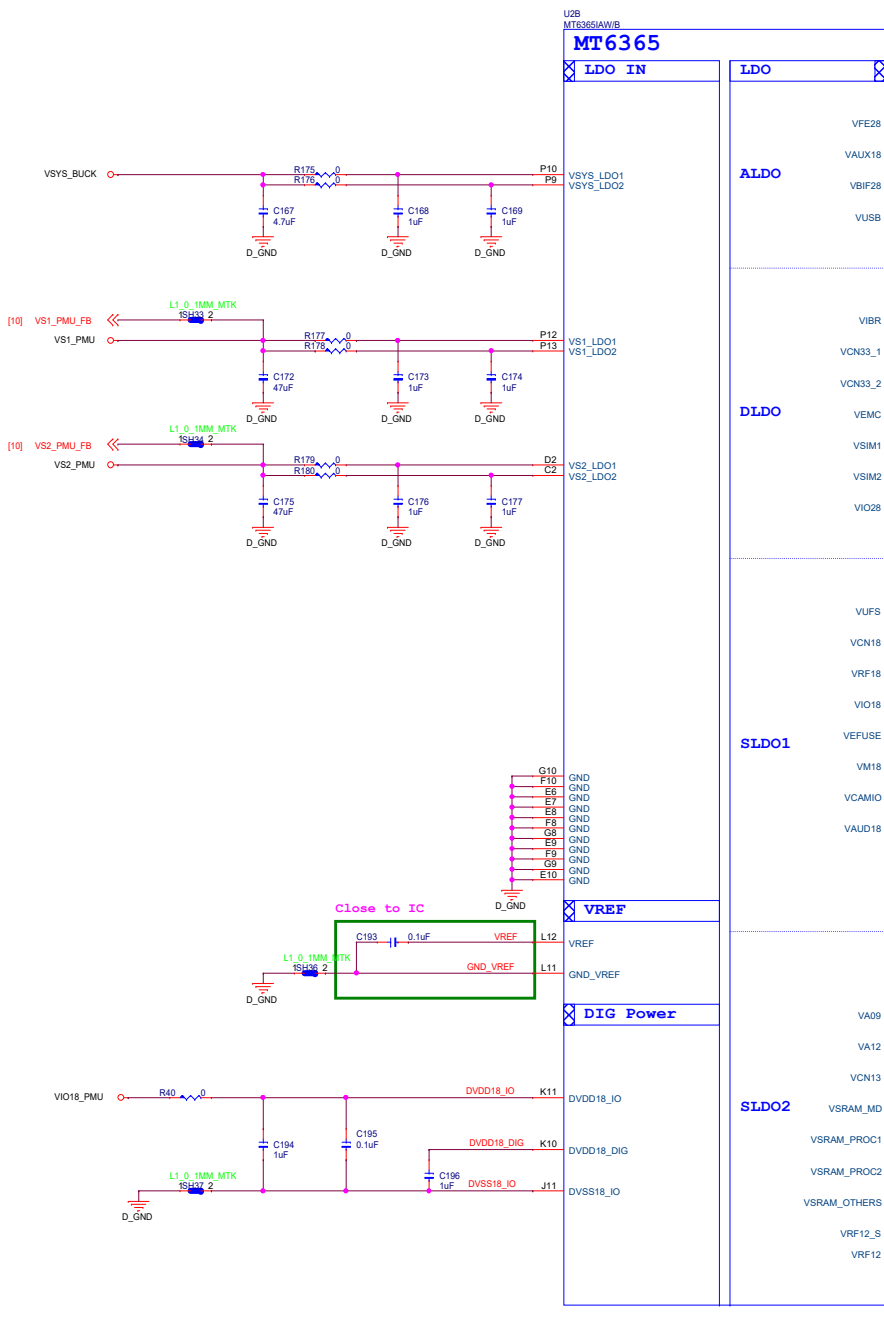 U2B
MT6365IAW/B
MT6365
LDO IN
LDO
VFE28
VAUX18
VSYS_BUCK
R175 0
P10
VSYS_LDO1
ALDO
R176 0
P9
VSYS_LDO2
VBIF28
C167
4.7uF
C168
1uF
C169
1uF
VUSB
D_GND
D_GND
D_GND
L1_0_1MM_MTK
[10] VS1_PMU_FB
1 SH33 2
VIBR
VS1_PMU
R177 0
P12
VS1_LDO1
R178 0
P13
VS1_LDO2
VCN33_1
C172
47uF
C173
1uF
C174
1uF
VCN33_2
D_GND
D_GND
D_GND
DLDO
VEMC
L1_0_1MM_MTK
[10] VS2_PMU_FB
1 SH34 2
VSIM1
VS2_PMU
R179 0
D2
VS2_LDO1
R180 0
C2
VS2_LDO2
VSIM2
C175
47uF
C176
1uF
C177
1uF
VIO28
D_GND
D_GND
D_GND
VUFS
VCN18
VRF18
VIO18
VEFUSE
SLDO1
VM18
G10 GND
F10 GND
E6 GND
VCAMIO
E7 GND
E8 GND
F8 GND
VAUD18
G8 GND
E9 GND
F9 GND
G9 GND
E10 GND
D_GND
Close to IC
VREF
C193 0.1uF
VREF
L12
VREF
L1_0_1MM_MTK
1 SH36 2
GND_VREF
L11
GND_VREF
D_GND
DIG Power
VA09
VA12
VCN13
VIO18_PMU
R40 0
DVDD18_IO
K11
DVDD18_IO
SLDO2
VSRAM_MD
C194
1uF
C195
0.1uF
DVDD18_DIG
K10
DVDD18_DIG
VSRAM_PROC1
L1_0_1MM_MTK
C196
1uF
VSRAM_PROC2
1 SH37 2
DVSS18_IO
J11
DVSS18_IO
D_GND
VSRAM_OTHERS
VRF12_S
VRF12